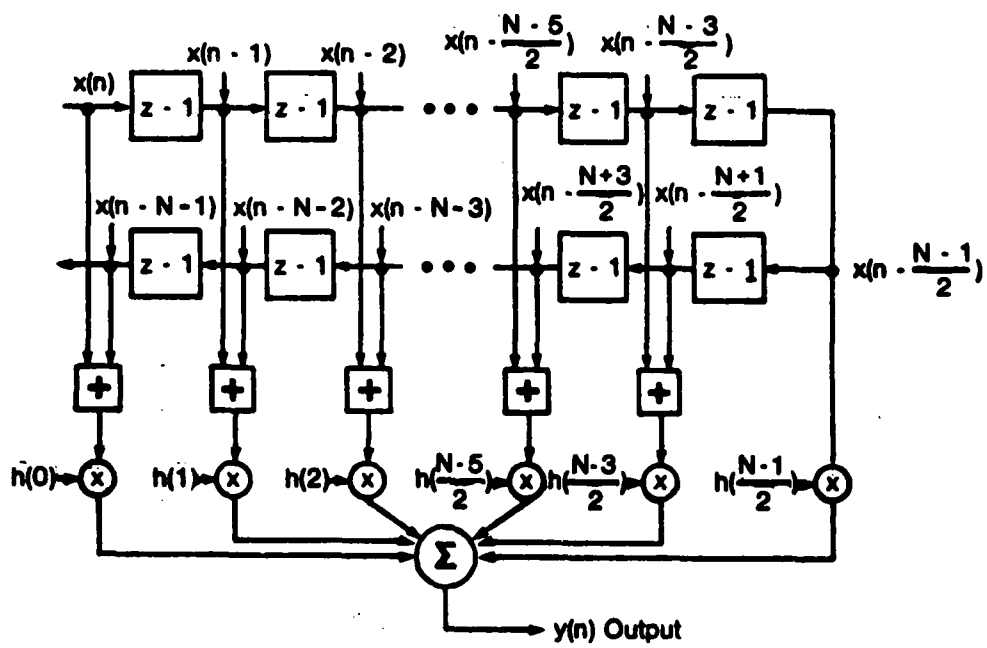 x(n)
x(n - 1)
x(n - 2)
x(n - N - 5 / 2)
x(n - N - 3 / 2)
z - 1
z - 1
z - 1
z - 1
x(n - N - 1)
x(n - N - 2)
x(n - N - 3)
x(n - N + 3 / 2)
x(n - N + 1 / 2)
z - 1
z - 1
z - 1
z - 1
x(n - N - 1 / 2)
+
+
+
+
+
h(0)
x
h(1)
x
h(2)
x
h(N - 5 / 2)
x
h(N - 3 / 2)
x
h(N - 1 / 2)
x
Σ
y(n) Output